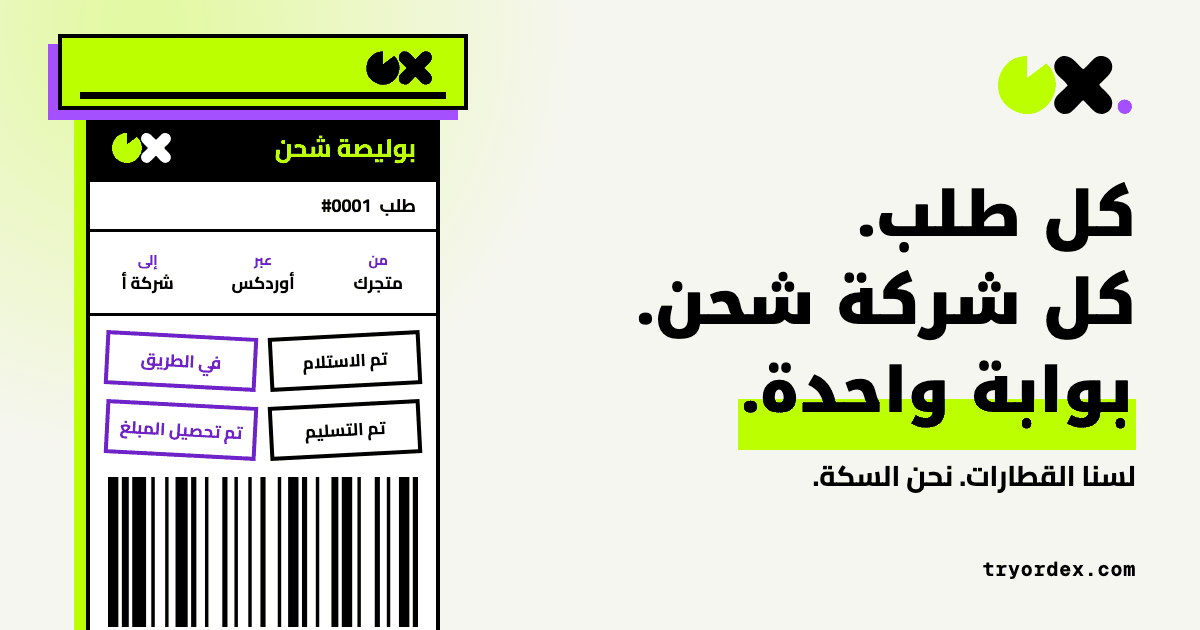 كل طلب.
كل شركة شحن.
بوابة واحدة.
لسنا القطارات. نحن السكة.
tryordex.com
بوليصة شحن
طلب #0001
من عبر إلى
متجرك أوردكس شركة أ
تم الاستلام في الطريق
تم التسليم تم تحصيل المبلغ